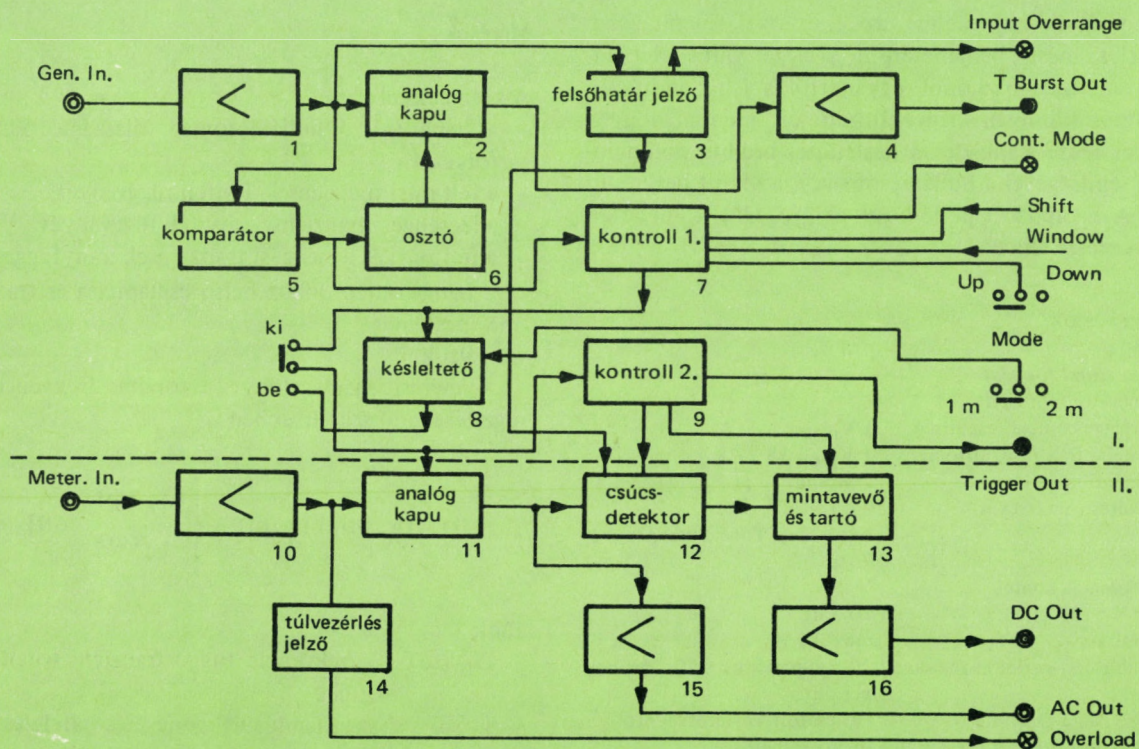 Input Overrange
Gen. In.
<
1
analóg
kapu
2
felsőhatár jelző
3
<
4
T Burst Out
Cont. Mode
komparátor
5
osztó
6
kontroll 1.
7
Shift
Window
Up
Down
Mode
ki
be
késleltető
8
kontroll 2.
9
1 m
2 m
I.
Meter. In.
<
10
analóg
kapu
11
csúcs-
detektor
12
mintavevő
és tartó
13
Trigger Out
II.
túlvezérlés
jelző
14
<
15
<
16
DC Out
AC Out
Overload